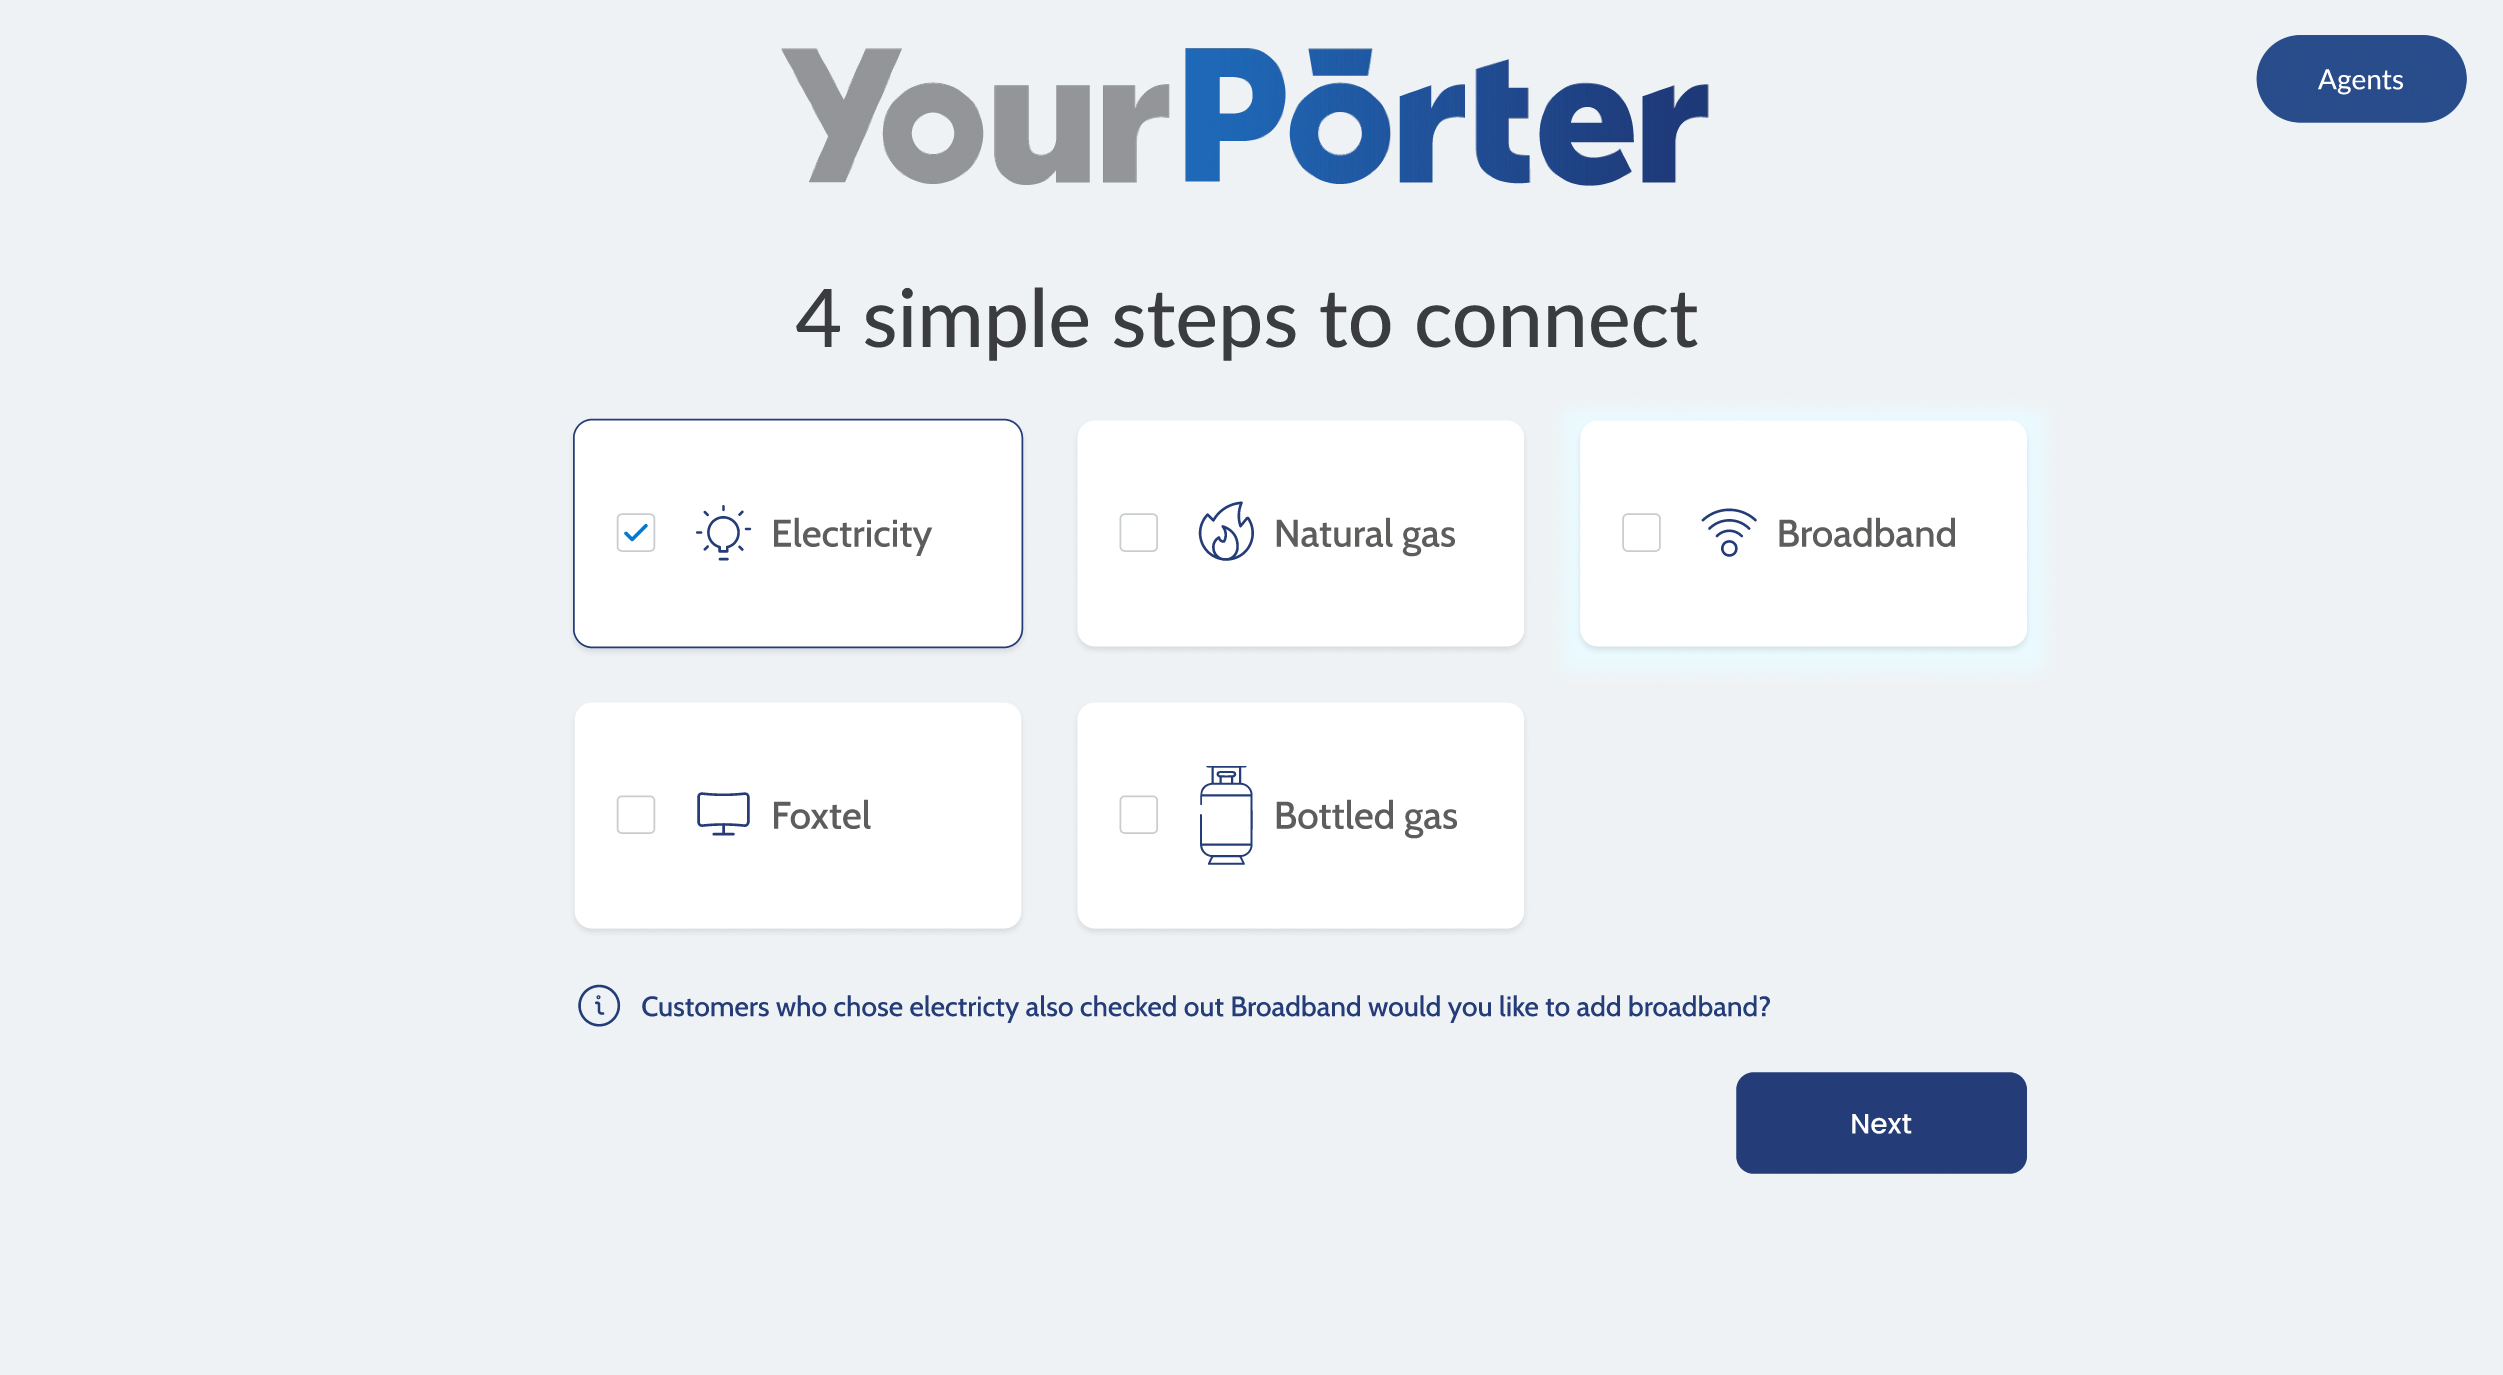 YourPorter
Agents
4 simple steps to connect
Electricity
Natural gas
Broadband
Foxtel
Bottled gas
Customers who chose electricty also checked out Broadband would you like to add broadband?
Next